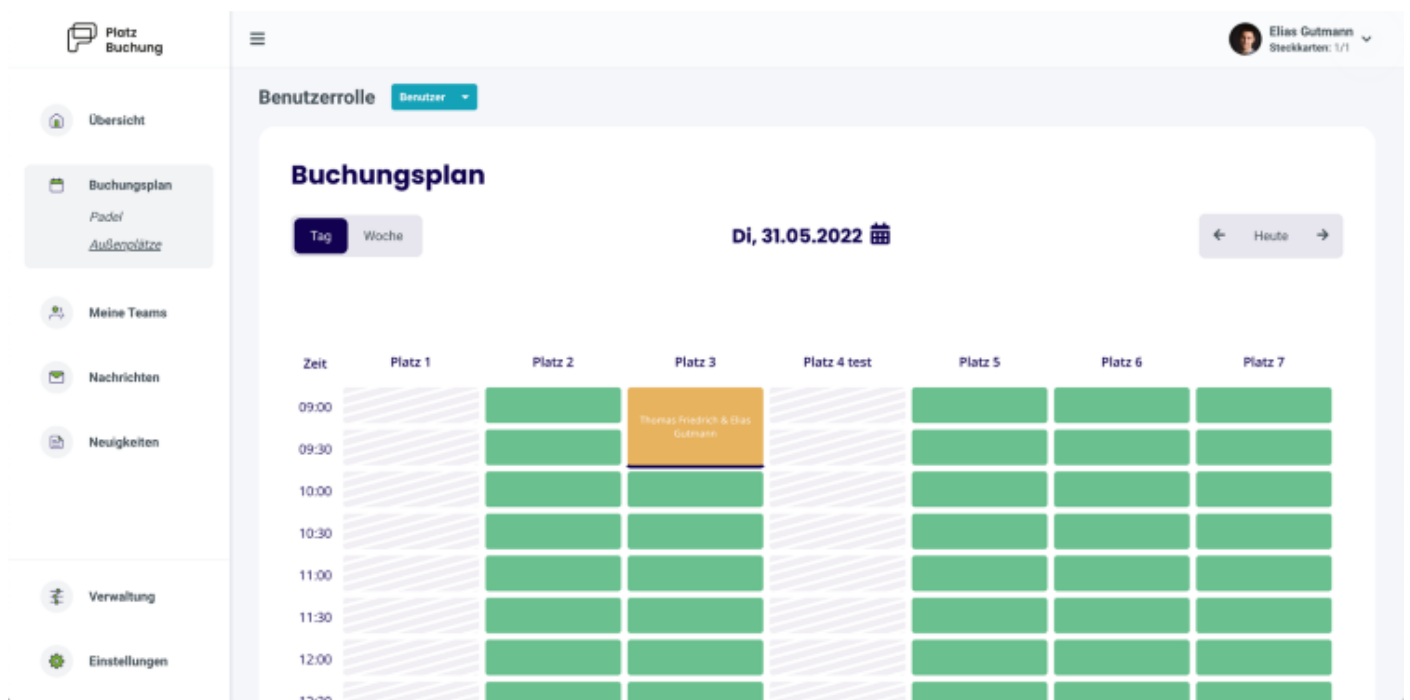 Platz
Buchung
Elias Gutmann
Steckkarten: 1/1
Benutzerrolle
Benutzer
Übersicht
Buchungsplan
Padel
Außenplätze
Meine Teams
Nachrichten
Neuigkeiten
Verwaltung
Einstellungen
Buchungsplan
Tag Woche
Di, 31.05.2022
Heute
Zeit Platz 1 Platz 2 Platz 3 Platz 4 test Platz 5 Platz 6 Platz 7
09:00
Thomas Friedrich & Elias
Gutmann
09:30
10:00
10:30
11:00
11:30
12:00
12:30